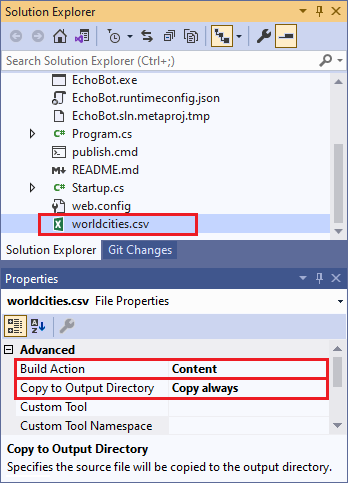 Solution Explorer
Search Solution Explorer (Ctrl+;)
EchoBot.exe
EchoBot.runtimeconfig.json
EchoBot.sln.metaproj.tmp
C# Program.cs
publish.cmd
README.md
C# Startup.cs
web.config
worldcities.csv
Solution Explorer Git Changes
Properties
worldcities.csv File Properties
Advanced
Build Action Content
Copy to Output Directory Copy always
Custom Tool
Custom Tool Namespace
Copy to Output Directory
Specifies the source file will be copied to the output directory.